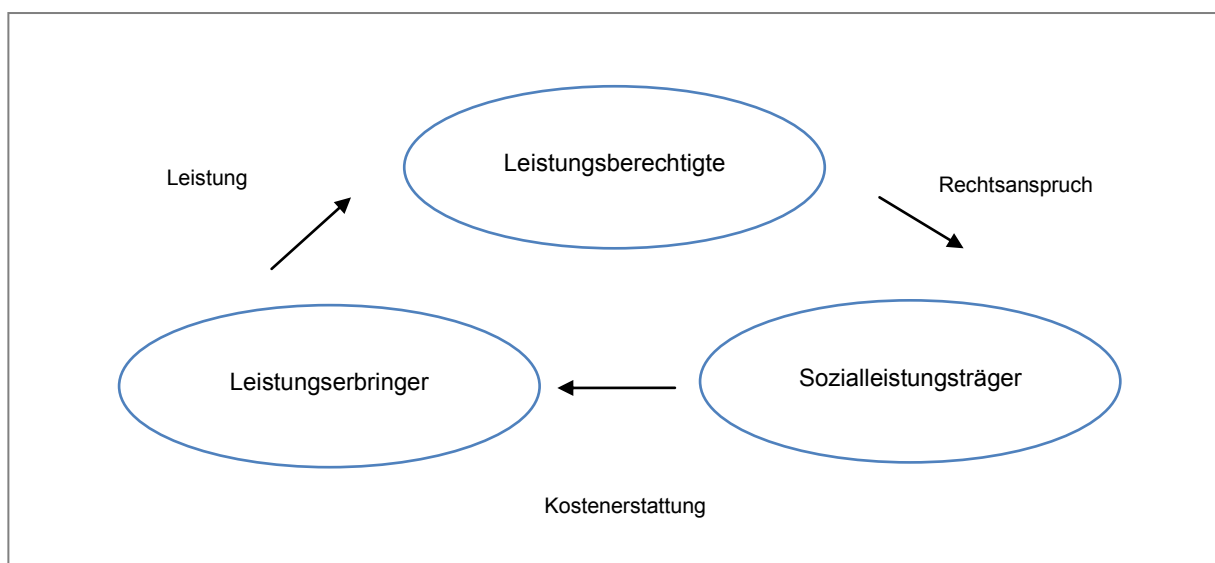 Leistungsberechtigte
Leistung
Rechtsanspruch
Leistungserbringer
Sozialleistungsträger
Kostenerstattung